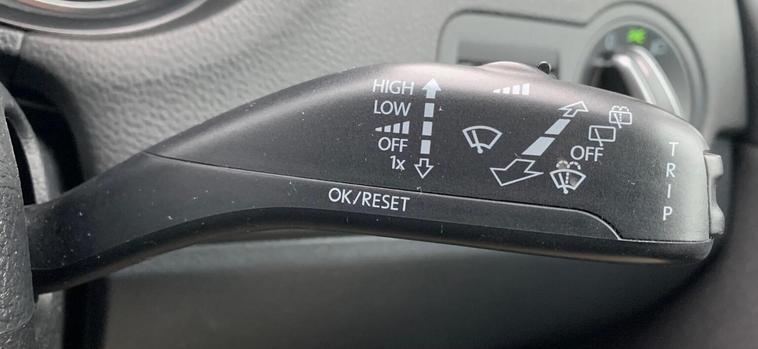 HIGH
LOW
OFF
1x
OFF
TRIP
OK/RESET